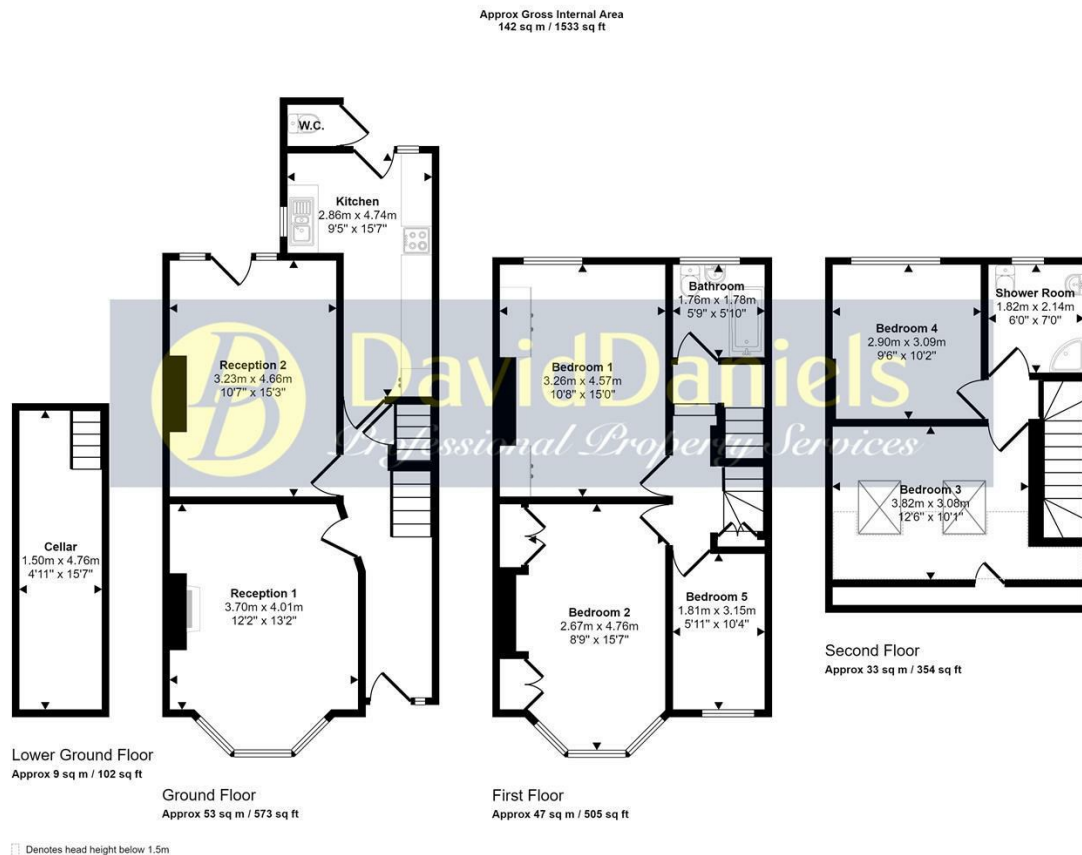 Approx Gross Internal Area
142 sq m / 1533 sq ft
W.C.
Kitchen
2.86m x 4.74m
9'5" x 15'7"
Reception 2
3.23m x 4.66m
10'7" x 15'3"
Reception 1
3.70m x 4.01m
12'2" x 13'2"
Cellar
1.50m x 4.76m
4'11" x 15'7"
Bedroom 1
3.26m x 4.57m
10'8" x 15'0"
Bathroom
1.76m x 1.78m
5'9" x 5'10"
Bedroom 2
2.67m x 4.76m
8'9" x 15'7"
Bedroom 5
1.81m x 3.15m
5'11" x 10'4"
Bedroom 4
2.90m x 3.09m
9'6" x 10'2"
Shower Room
1.82m x 2.14m
6'0" x 7'0"
Bedroom 3
3.82m x 3.08m
12'6" x 10'1"
DD DavidDaniels
Professional Property Services
Lower Ground Floor
Approx 9 sq m / 102 sq ft
Ground Floor
Approx 53 sq m / 573 sq ft
First Floor
Approx 47 sq m / 505 sq ft
Second Floor
Approx 33 sq m / 354 sq ft
Denotes head height below 1.5m